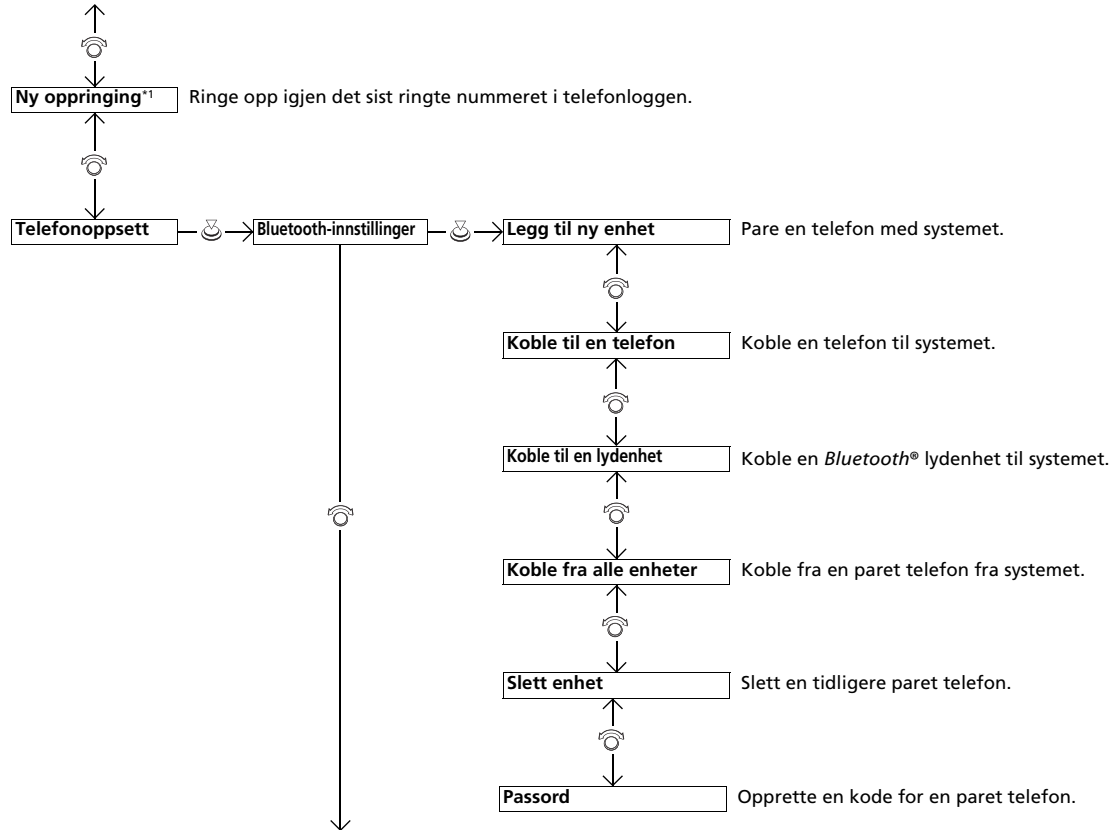 Ny oppringing*1 Ringe opp igjen det sist ringte nummeret i telefonloggen.
Telefonoppsett Bluetooth-innstillinger Legg til ny enhet Pare en telefon med systemet.
Koble til en telefon Koble en telefon til systemet.
Koble til en lydenhet Koble en Bluetooth® lydenhet til systemet.
Koble fra alle enheter Koble fra en paret telefon fra systemet.
Slett enhet Slett en tidligere paret telefon.
Passord Opprette en kode for en paret telefon.